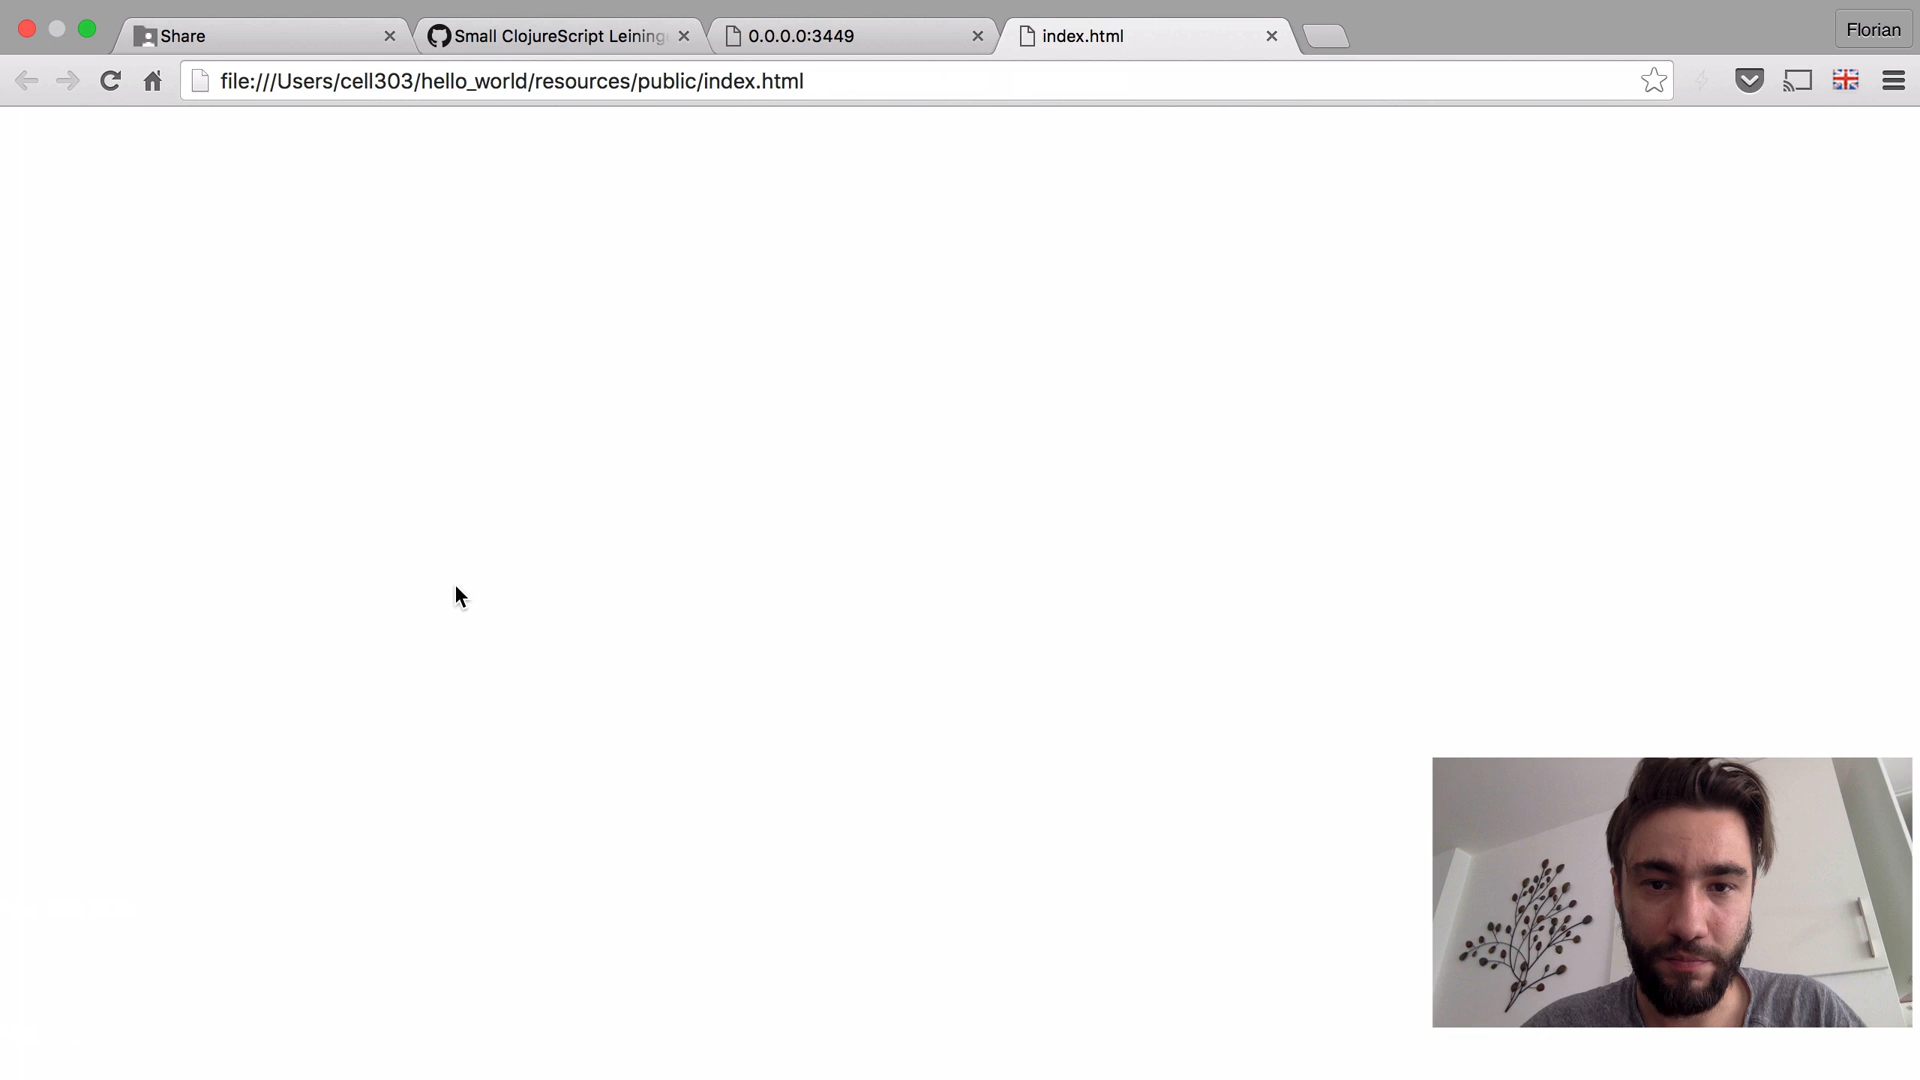 Share
Small ClojureScript Leining
0.0.0.0:3449
index.html
Florian
file:///Users/cell303/hello_world/resources/public/index.html